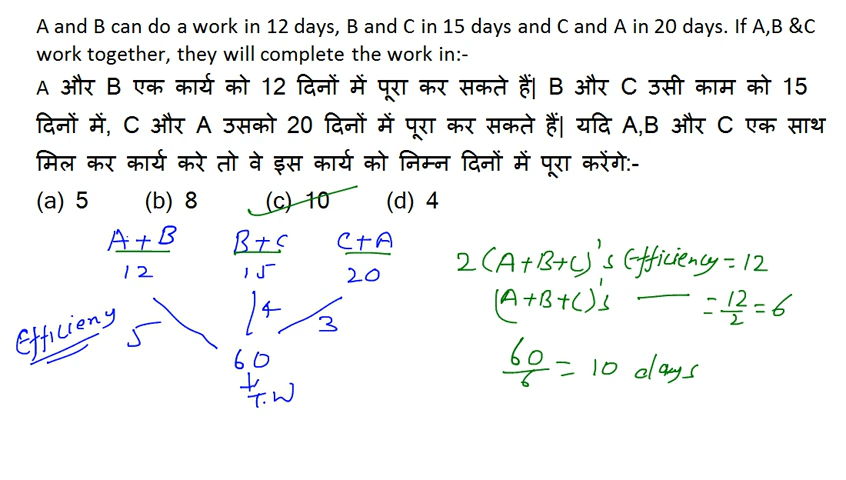 A and B can do a work in 12 days, B and C in 15 days and C and A in 20 days. If A,B &C
work together, they will complete the work in:-
A और B एक कार्य को 12 दिनों में पूरा कर सकते हैं| B और C उसी काम को 15
दिनों में, C और A उसको 20 दिनों में पूरा कर सकते हैं| यदि A,B और C एक साथ
मिल कर कार्य करे तो वे इस कार्य को निम्न दिनों में पूरा करेंगे:-
(a) 5 (b) 8 (c) 10 (d) 4
A+B B+C C+A
12 15 20
Efficieny 5 4 3
60
T.W
2(A+B+C)'s Efficiency = 12
(A+B+C)'s — = 12/2 = 6
60/6 = 10 days